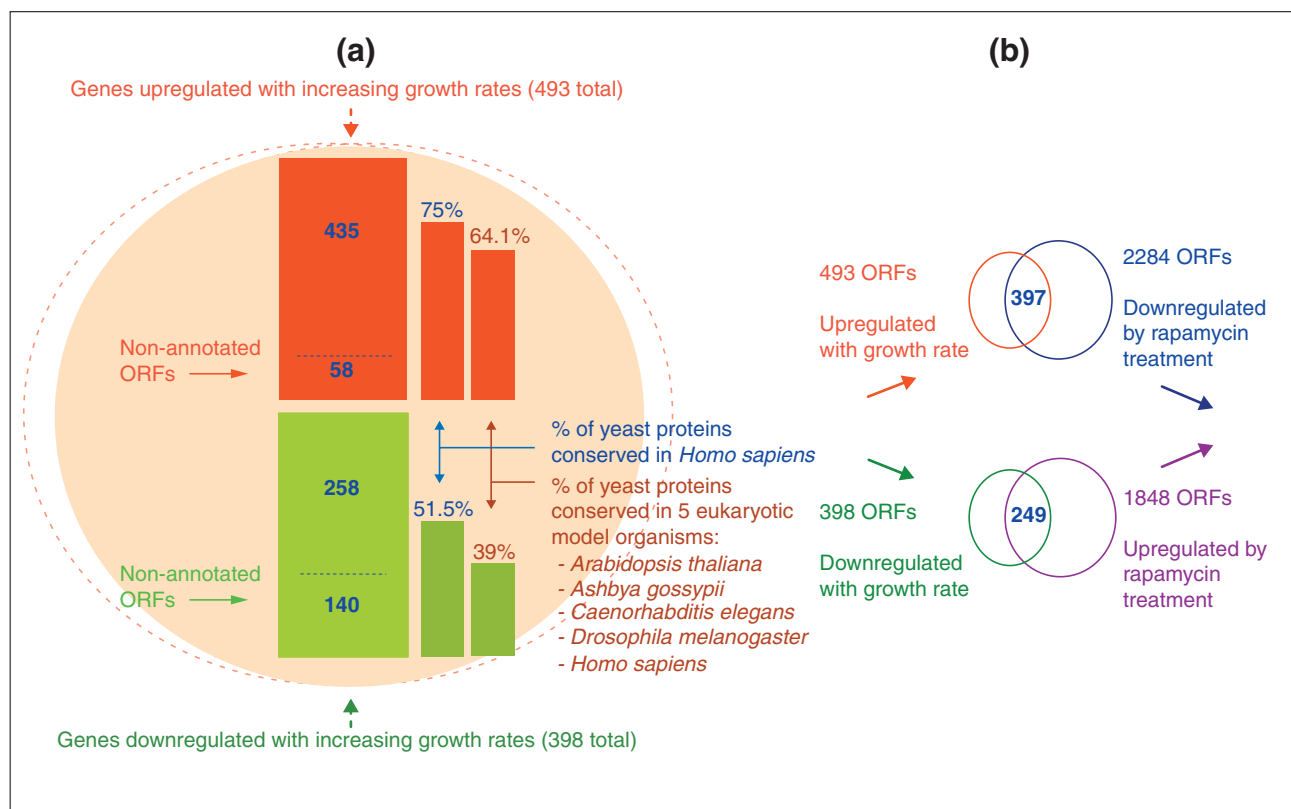 (a)
Genes upregulated with increasing growth rates (493 total)
435
75%
64.1%
Non-annotated
ORFs
58
258
51.5%
39%
Non-annotated
ORFs
140
% of yeast proteins
conserved in Homo sapiens
% of yeast proteins
conserved in 5 eukaryotic
model organisms:
- Arabidopsis thaliana
- Ashbya gossypii
- Caenorhabditis elegans
- Drosophila melanogaster
- Homo sapiens
Genes downregulated with increasing growth rates (398 total)
(b)
493 ORFs
Upregulated
with growth rate
397
2284 ORFs
Downregulated
by rapamycin
treatment
398 ORFs
Downregulated
with growth rate
249
1848 ORFs
Upregulated by
rapamycin
treatment